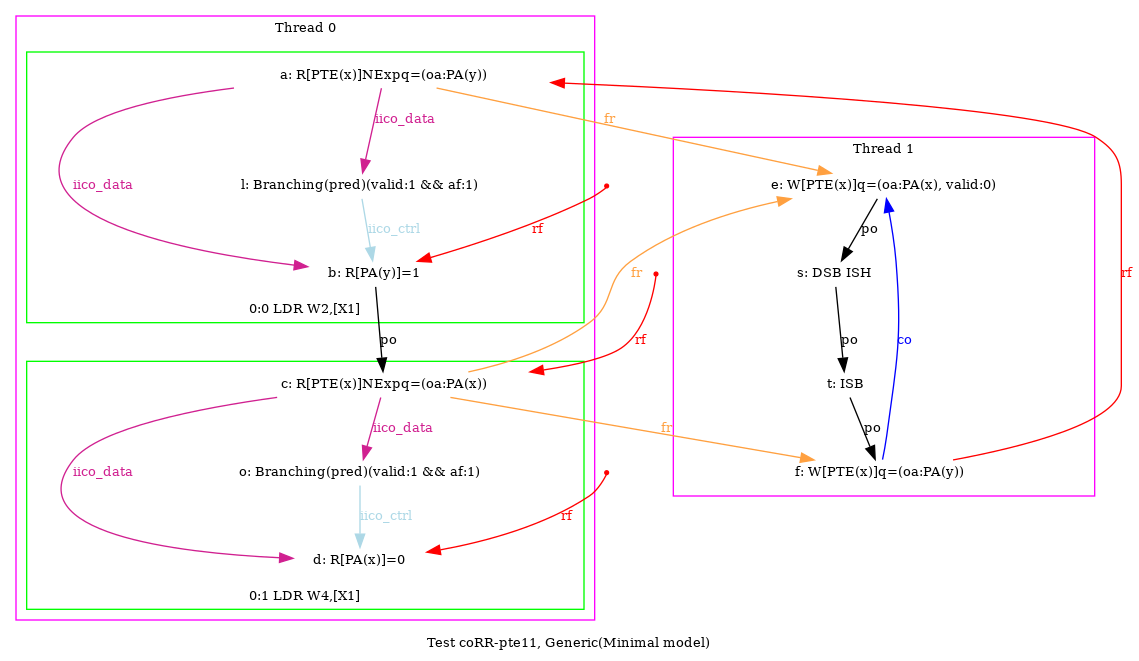 Thread 0
a: R[PTE(x)]NExpq=(oa:PA(y))
fr
iico_data
Thread 1
iico_data
l: Branching(pred)(valid:1 && af:1)
e: W[PTE(x)]q=(oa:PA(x), valid:0)
iico_ctrl
rf
po
b: R[PA(y)]=1
fr
s: DSB ISH
rf
0:0 LDR W2,[X1]
po
rf
po
co
c: R[PTE(x)]NExpq=(oa:PA(x))
t: ISB
iico_data
fr
po
iico_data
o: Branching(pred)(valid:1 && af:1)
f: W[PTE(x)]q=(oa:PA(y))
iico_ctrl
rf
d: R[PA(x)]=0
0:1 LDR W4,[X1]
Test coRR-pte11, Generic(Minimal model)